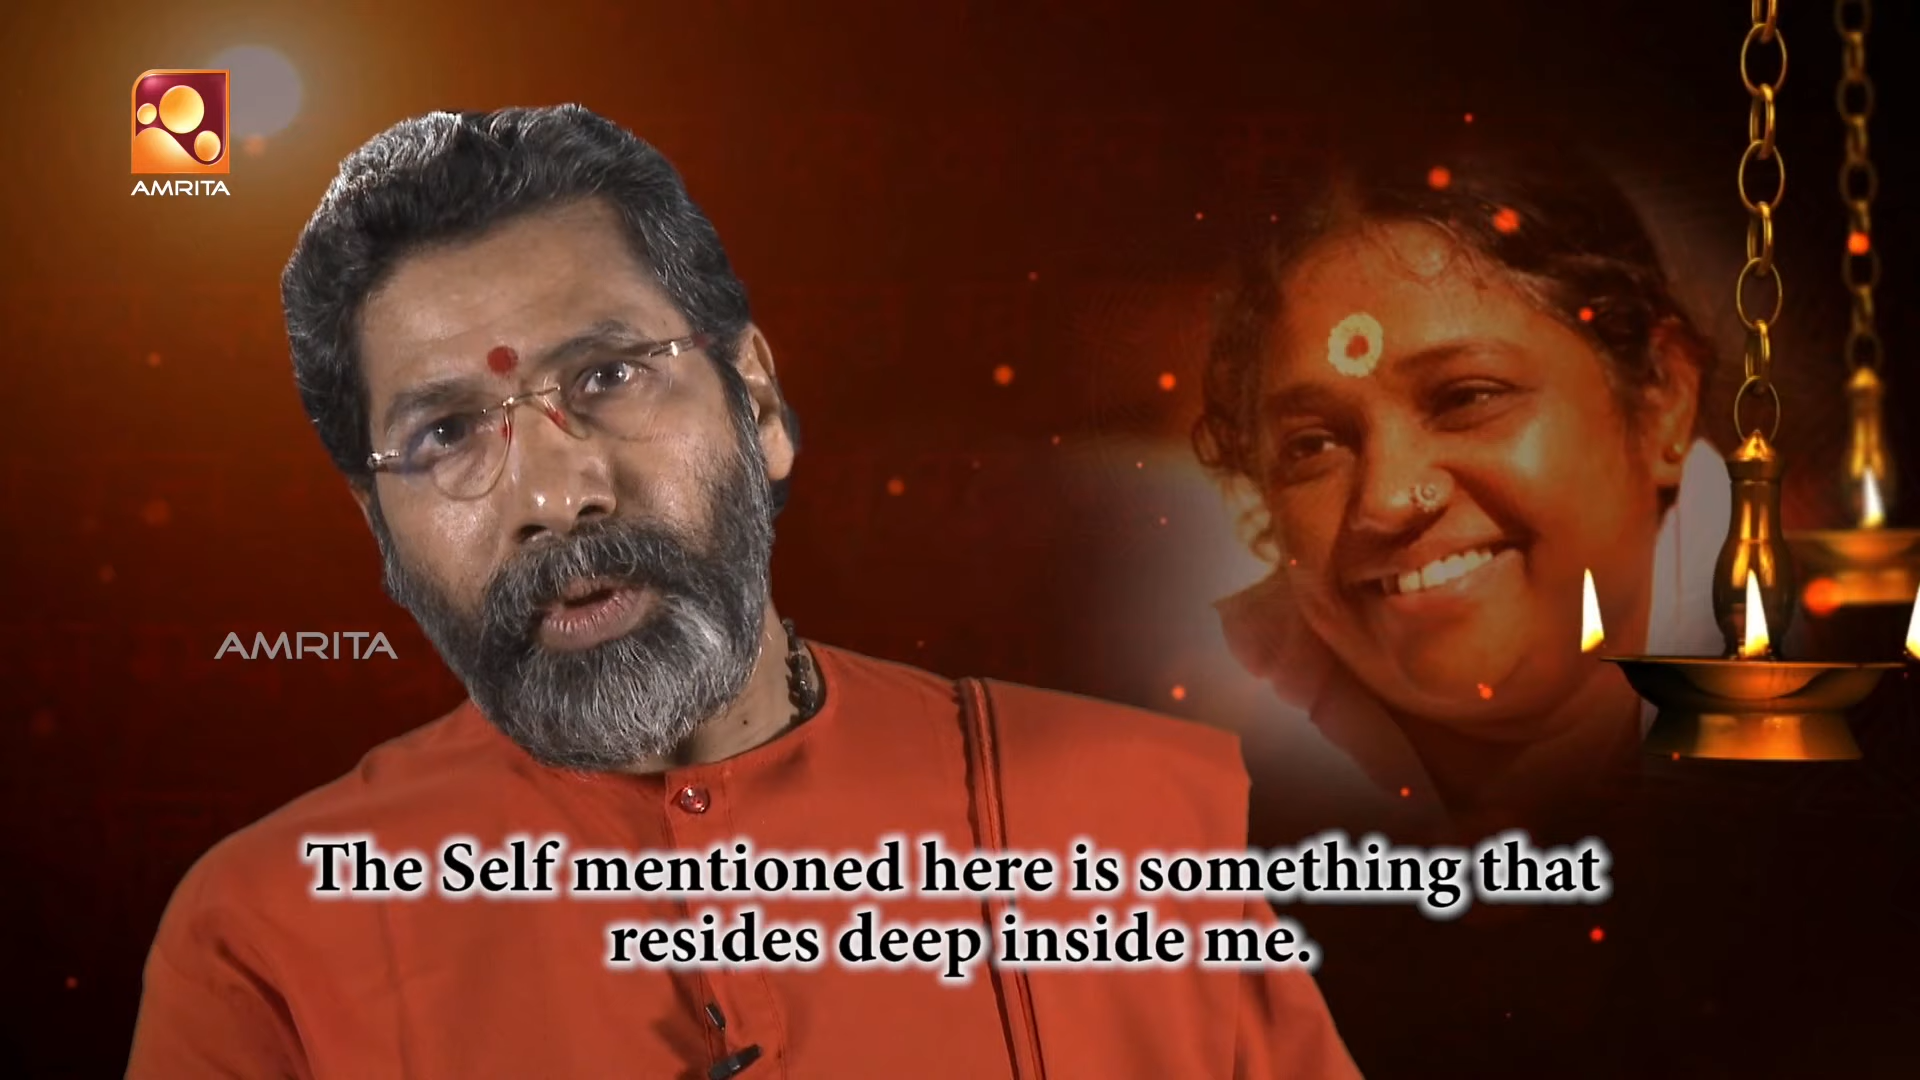 AMRITA
AMRITA
The Self mentioned here is something that
resides deep inside me.